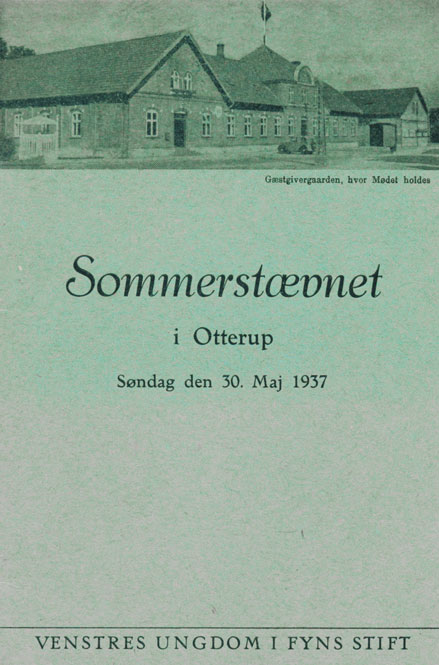 Gæstgivergaarden, hvor Mødet holdes
Sommerstævnet
i Otterup
Søndag den 30. Maj 1937
VENSTRES UNGDOM I FYNS STIFT